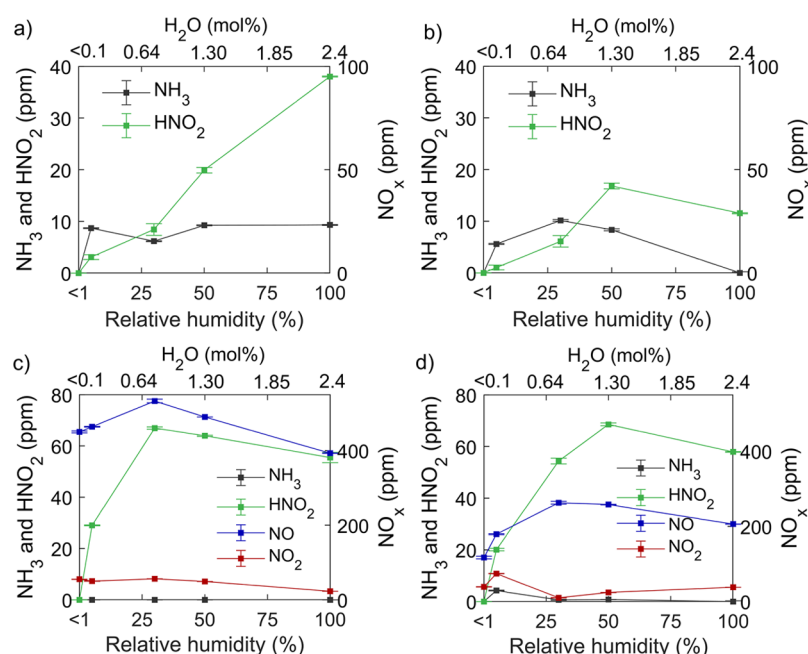 a)
H2O (mol%)
<0.1 0.64 1.30 1.85 2.4
NH3 and HNO2 (ppm)
40
30
20
10
0
NH3
HNO2
100
50
0
NOx (ppm)
<1 25 50 75 100
Relative humidity (%)
b)
H2O (mol%)
<0.1 0.64 1.30 1.85 2.4
NH3 and HNO2 (ppm)
40
30
20
10
0
NH3
HNO2
100
50
0
NOx (ppm)
<1 25 50 75 100
Relative humidity (%)
c)
H2O (mol%)
<0.1 0.64 1.30 1.85 2.4
NH3 and HNO2 (ppm)
80
60
40
20
0
NH3
HNO2
NO
NO2
400
200
0
NOx (ppm)
<1 25 50 75 100
Relative humidity (%)
d)
H2O (mol%)
<0.1 0.64 1.30 1.85 2.4
NH3 and HNO2 (ppm)
80
60
40
20
0
NH3
HNO2
NO
NO2
400
200
0
NOx (ppm)
<1 25 50 75 100
Relative humidity (%)